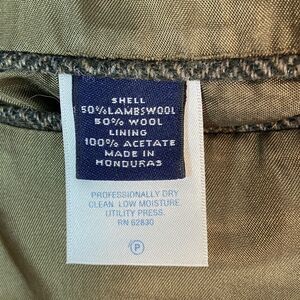 SHELL
50% LAMBSWOOL
50% WOOL
LINING
100% ACETATE
MADE IN
HONDURAS
PROFESSIONALLY DRY
CLEAN. LOW MOISTURE.
UTILITY PRESS.
RN 62830
P